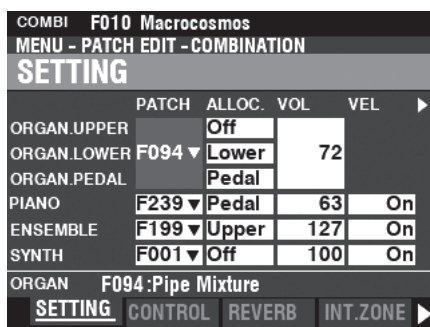 COMBI F010 Macrocosmos
MENU - PATCH EDIT - COMBINATION
SETTING
PATCH ALLOC. VOL VEL ▶
ORGAN.UPPER Off
ORGAN.LOWER F094 ▼ Lower 72
ORGAN.PEDAL Pedal
PIANO F239 ▼ Pedal 63 On
ENSEMBLE F199 ▼ Upper 127 On
SYNTH F001 ▼ Off 100 On
ORGAN F094:Pipe Mixture
SETTING CONTROL REVERB INT.ZONE ▶